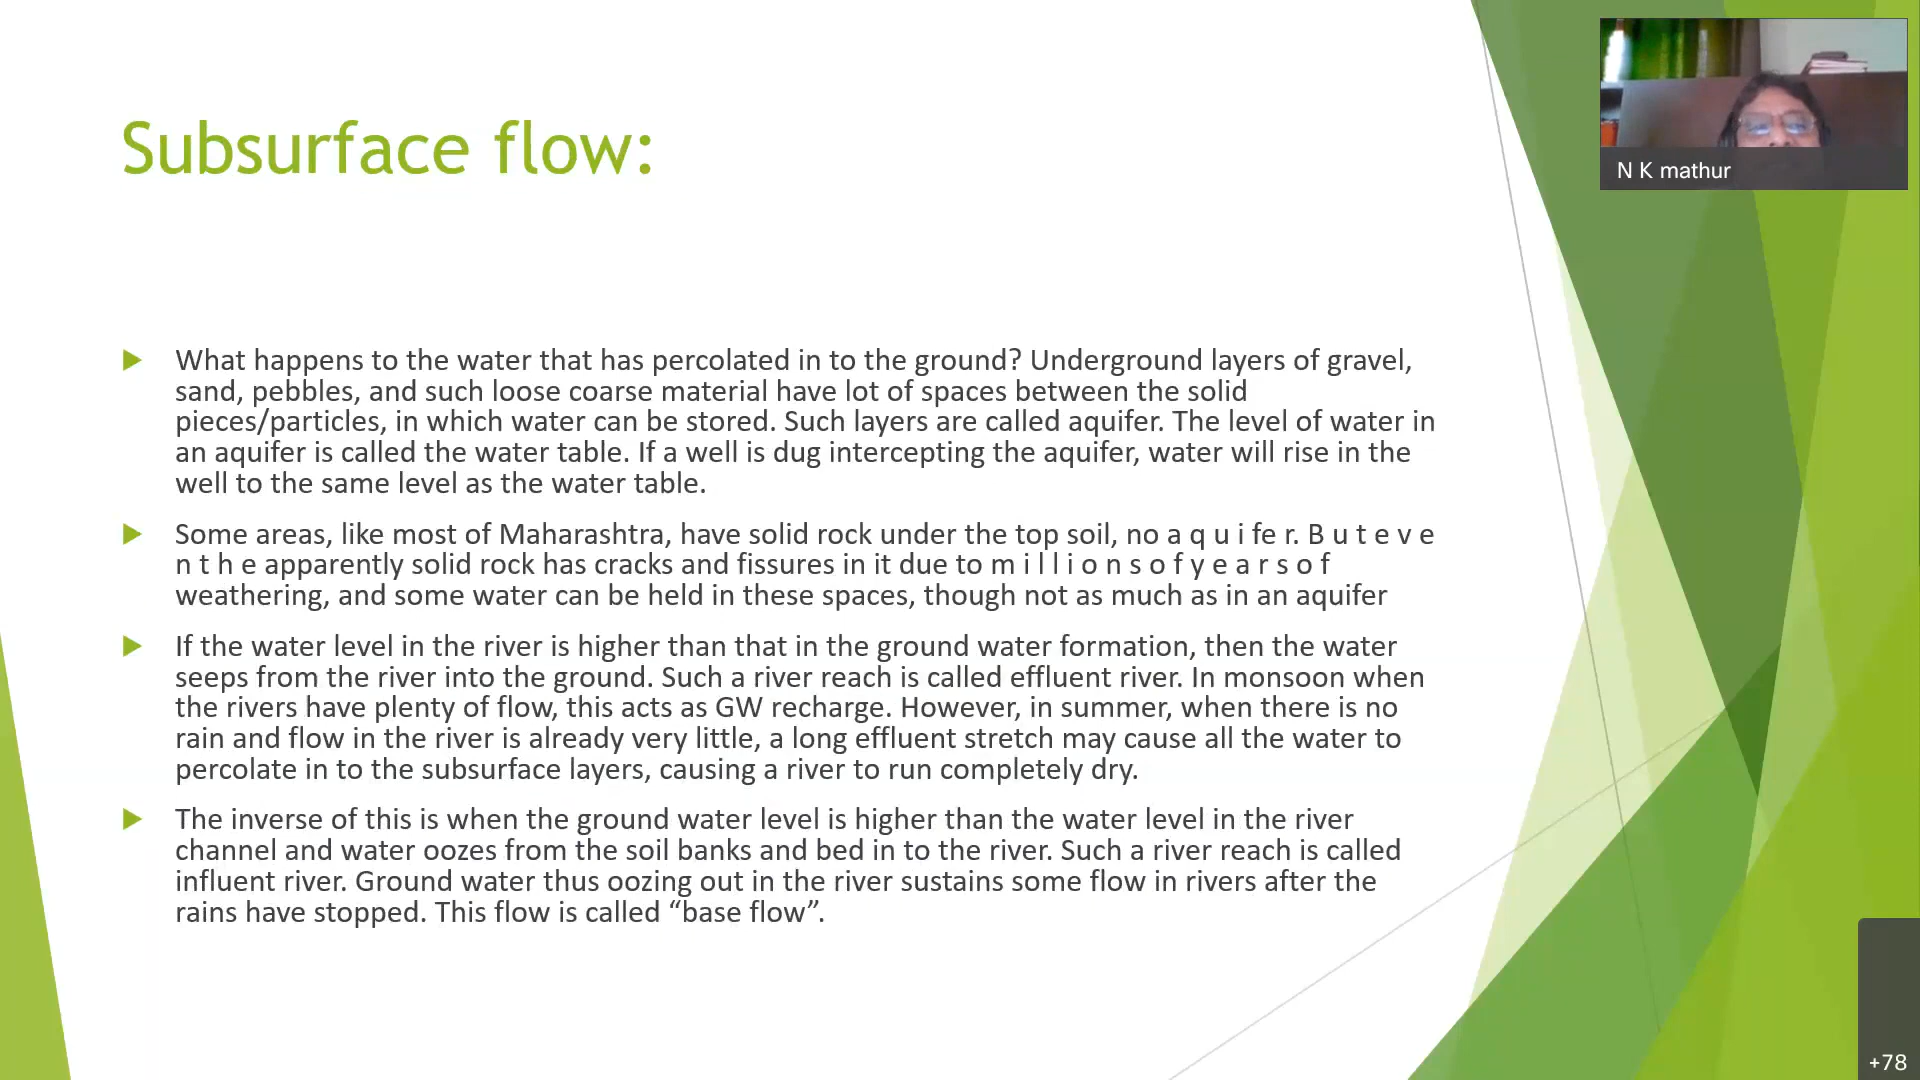 Subsurface flow:
N K mathur
What happens to the water that has percolated in to the ground? Underground layers of gravel,
sand, pebbles, and such loose coarse material have lot of spaces between the solid
pieces/particles, in which water can be stored. Such layers are called aquifer. The level of water in
an aquifer is called the water table. If a well is dug intercepting the aquifer, water will rise in the
well to the same level as the water table.
Some areas, like most of Maharashtra, have solid rock under the top soil, no a q u i fe r. B u t e v e
n t h e apparently solid rock has cracks and fissures in it due to m i l l i o n s o f y e a r s o f
weathering, and some water can be held in these spaces, though not as much as in an aquifer
If the water level in the river is higher than that in the ground water formation, then the water
seeps from the river into the ground. Such a river reach is called effluent river. In monsoon when
the rivers have plenty of flow, this acts as GW recharge. However, in summer, when there is no
rain and flow in the river is already very little, a long effluent stretch may cause all the water to
percolate in to the subsurface layers, causing a river to run completely dry.
The inverse of this is when the ground water level is higher than the water level in the river
channel and water oozes from the soil banks and bed in to the river. Such a river reach is called
influent river. Ground water thus oozing out in the river sustains some flow in rivers after the
rains have stopped. This flow is called “base flow”.
+78